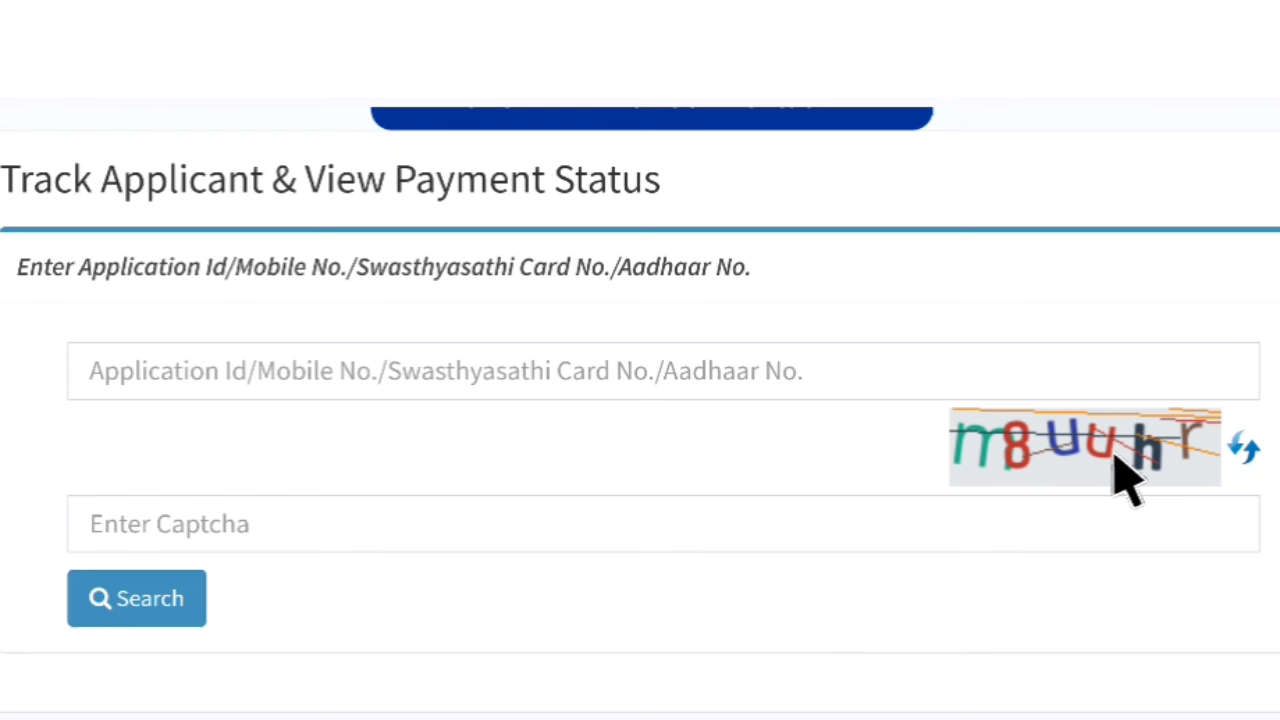 Track Applicant & View Payment Status
Enter Application Id/Mobile No./Swasthyasathi Card No./Aadhaar No.
Application Id/Mobile No./Swasthyasathi Card No./Aadhaar No.
m8uuhr
Enter Captcha
Search